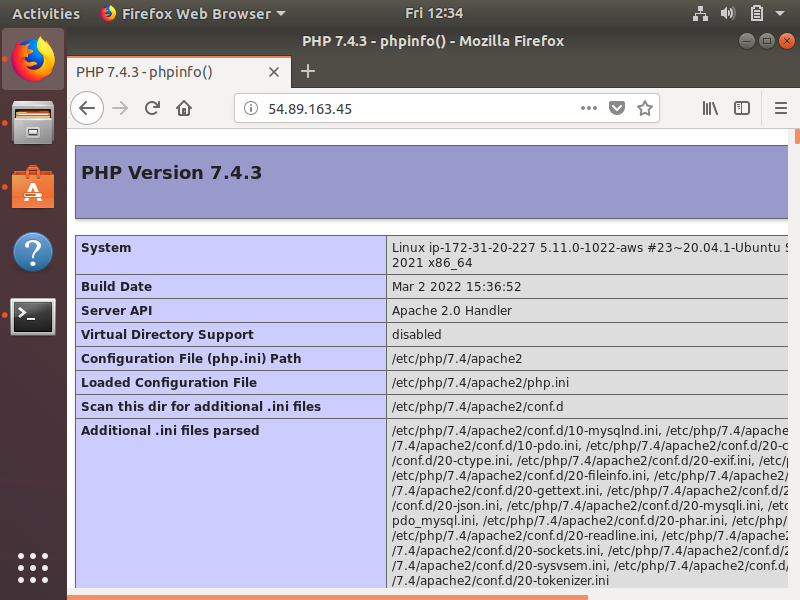 Activities Firefox Web Browser Fri 12:34
PHP 7.4.3 - phpinfo() - Mozilla Firefox
PHP 7.4.3 - phpinfo()
54.89.163.45
PHP Version 7.4.3
System Linux ip-172-31-20-227 5.11.0-1022-aws #23~20.04.1-Ubuntu
2021 x86_64
Build Date Mar 2 2022 15:36:52
Server API Apache 2.0 Handler
Virtual Directory Support disabled
Configuration File (php.ini) Path /etc/php/7.4/apache2
Loaded Configuration File /etc/php/7.4/apache2/php.ini
Scan this dir for additional .ini files /etc/php/7.4/apache2/conf.d
Additional .ini files parsed /etc/php/7.4/apache2/conf.d/10-mysqlnd.ini, /etc/php/7.4/apache
/7.4/apache2/conf.d/10-pdo.ini, /etc/php/7.4/apache2/conf.d/20-c
/conf.d/20-ctype.ini, /etc/php/7.4/apache2/conf.d/20-exif.ini, /etc/p
/etc/php/7.4/apache2/conf.d/20-fileinfo.ini, /etc/php/7.4/apache2/
/7.4/apache2/conf.d/20-gettext.ini, /etc/php/7.4/apache2/conf.d/2
/conf.d/20-json.ini, /etc/php/7.4/apache2/conf.d/20-mysqli.ini, /etc
pdo_mysql.ini, /etc/php/7.4/apache2/conf.d/20-phar.ini, /etc/php/
/etc/php/7.4/apache2/conf.d/20-readline.ini, /etc/php/7.4/apache2
/7.4/apache2/conf.d/20-sockets.ini, /etc/php/7.4/apache2/conf.d/2
/7.4/apache2/conf.d/20-sysvsem.ini, /etc/php/7.4/apache2/conf.d/
/7.4/apache2/conf.d/20-tokenizer.ini